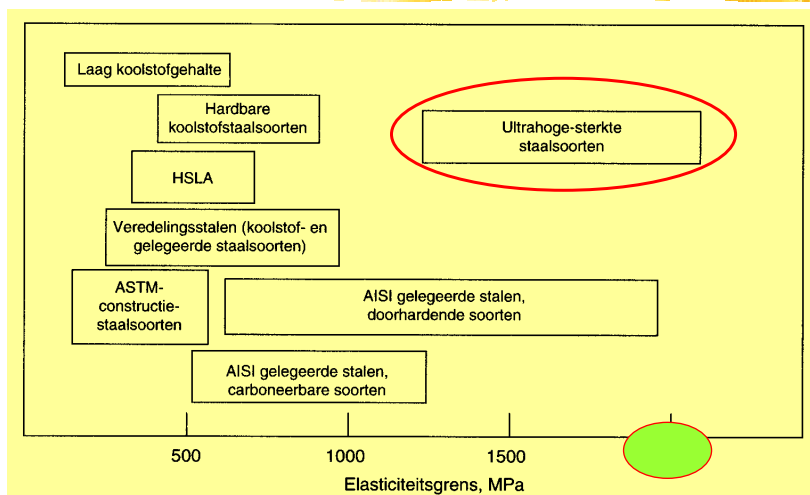 Laag koolstofgehalte
Hardbare
koolstofstaalsoorten
Ultrahoge-sterkte
staalsoorten
HSLA
Veredelingsstalen (koolstof- en
gelegeerde staalsoorten)
ASTM-
constructie-
staalsoorten
AISI gelegeerde stalen,
doorhardende soorten
AISI gelegeerde stalen,
carboneerbare soorten
500 1000 1500
Elasticiteitsgrens, MPa